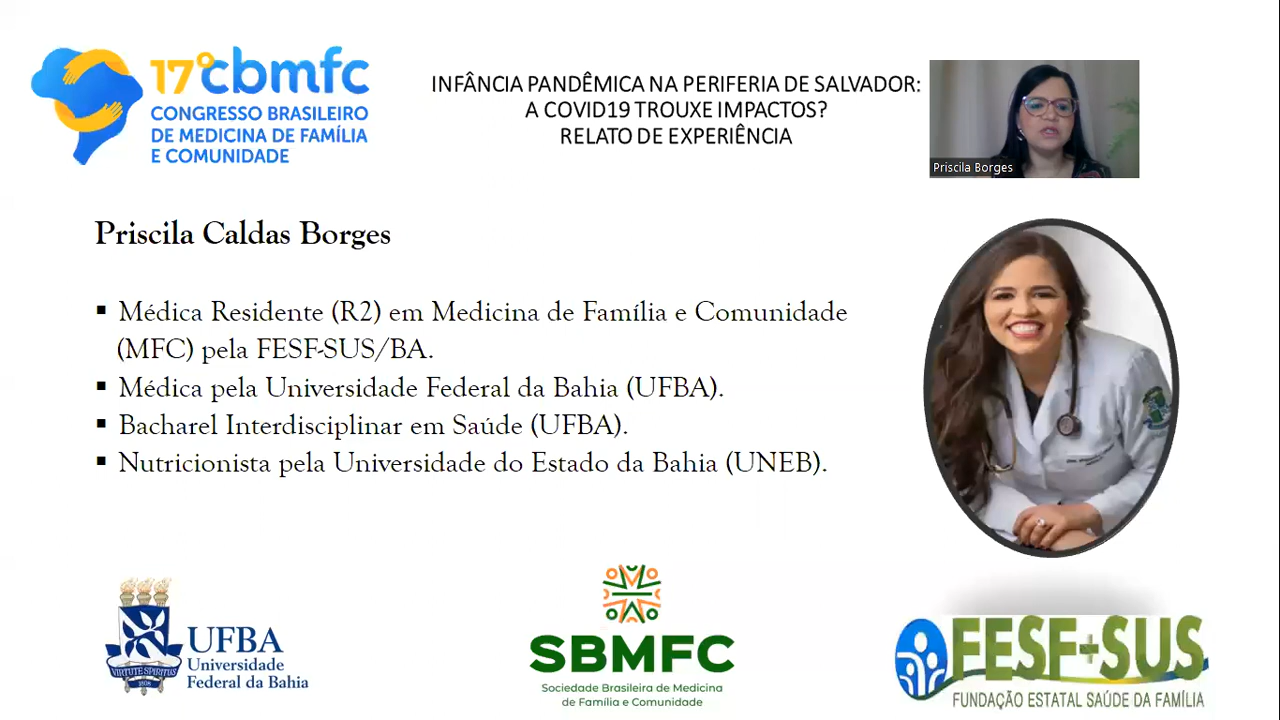 17º cbmfc
CONGRESSO BRASILEIRO
DE MEDICINA DE FAMÍLIA
E COMUNIDADE
INFÂNCIA PANDÊMICA NA PERIFERIA DE SALVADOR:
A COVID19 TROUXE IMPACTOS?
RELATO DE EXPERIÊNCIA
Priscila Borges
Priscila Caldas Borges
▪ Médica Residente (R2) em Medicina de Família e Comunidade
(MFC) pela FESF-SUS/BA.
▪ Médica pela Universidade Federal da Bahia (UFBA).
▪ Bacharel Interdisciplinar em Saúde (UFBA).
▪ Nutricionista pela Universidade do Estado da Bahia (UNEB).
VIRTUTE SPIRITUS
UFBA
Universidade
Federal da Bahia
SBMFC
Sociedade Brasileira de Medicina
de Família e Comunidade
FESF+SUS
FUNDAÇÃO ESTATAL SAÚDE DA FAMÍLIA